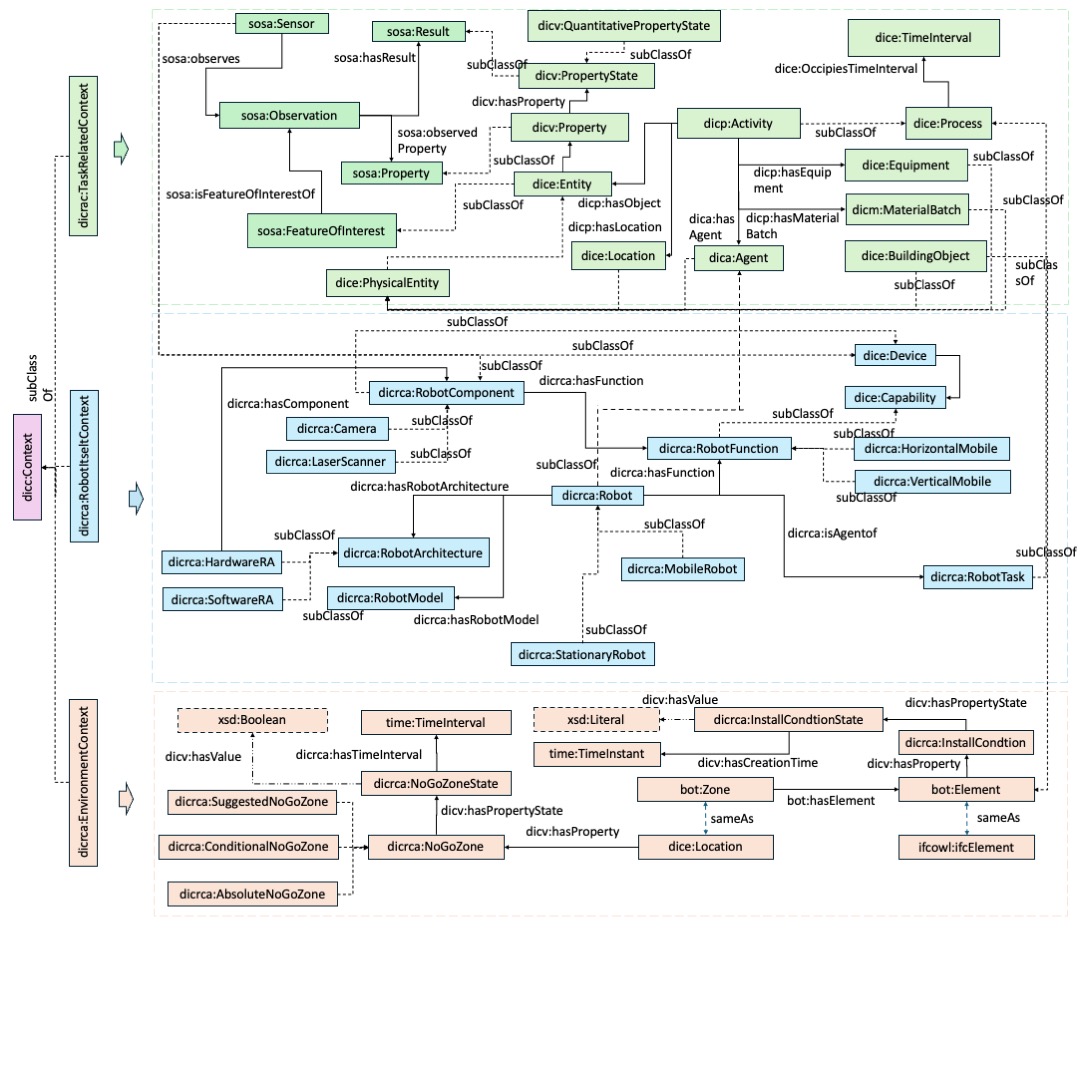 sosa:Sensor
sosa:Result
dicv:QuantitativePropertyState
dice:TimeInterval
sosa:observes
sosa:hasResult
subClassOf
subClassOf
dicv:PropertyState
dice:OccipiesTimeInterval
dicv:hasProperty
sosa:Observation
sosa:observed
Property
dicv:Property
dicp:Activity
subClassOf
dice:Process
sosa:Property
subClassOf
dicp:hasEquip
ment
dice:Equipment
subClassOf
sosa:isFeatureOfInterestOf
dice:Entity
subClassOf
dicp:hasObject
dicp:hasLocation
dica:has
Agent
dicp:hasMaterial
Batch
dicm:MaterialBatch
subClassOf
sosa:FeatureOfInterest
dice:Location
dica:Agent
dice:BuildingObject
subClas
sOf
dice:PhysicalEntity
subClassOf
dicrac:TaskRelatedContext
subClassOf
subClassOf
dice:Device
subClassOf
dicrca:RobotComponent
dicrca:hasFunction
dice:Capability
dicrca:hasComponent
subClassOf
subClassOf
dicrca:Camera
subClassOf
dicrca:LaserScanner
subClassOf
dicrca:RobotFunction
subClassOf
dicrca:HorizontalMobile
dicrca:hasFunction
dicrca:VerticalMobile
subClassOf
dicrca:hasRobotArchitecture
dicrca:Robot
subClassOf
dicrca:isAgentof
subClassOf
dicrca:HardwareRA
dicrca:RobotArchitecture
dicrca:MobileRobot
subClassOf
dicrca:RobotTask
dicrca:SoftwareRA
subClassOf
dicrca:RobotModel
dicrca:hasRobotModel
subClassOf
dicrca:StationaryRobot
subClass
Of
dicc:Context
dicrca:RobotItseltContext
dicrca:EnvironmentContext
xsd:Boolean
time:TimeInterval
dicv:hasValue
xsd:Literal
dicrca:InstallCondtionState
dicv:hasPropertyState
dicv:hasValue
dicrca:hasTimeInterval
time:TimeInstant
dicv:hasCreationTime
dicrca:InstallCondtion
dicv:hasProperty
dicrca:NoGoZoneState
bot:Zone
bot:hasElement
bot:Element
dicrca:SuggestedNoGoZone
dicv:hasPropertyState
sameAs
sameAs
dicrca:ConditionalNoGoZone
dicrca:NoGoZone
dicv:hasProperty
dice:Location
ifcowl:ifcElement
dicrca:AbsoluteNoGoZone